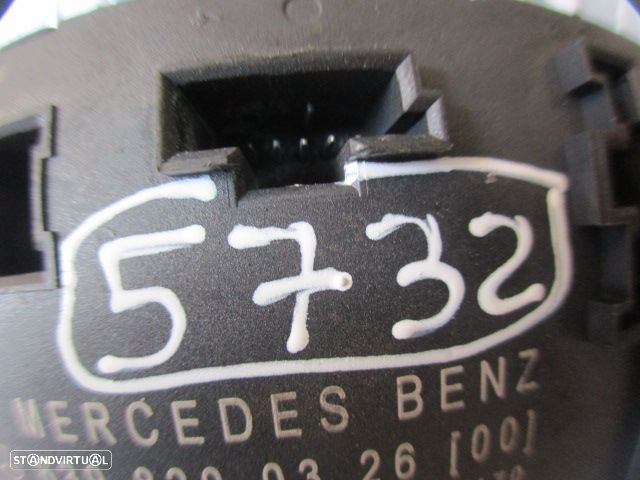 5732
MERCEDES BENZ
03 26 [00]
STANDVIRTUAL